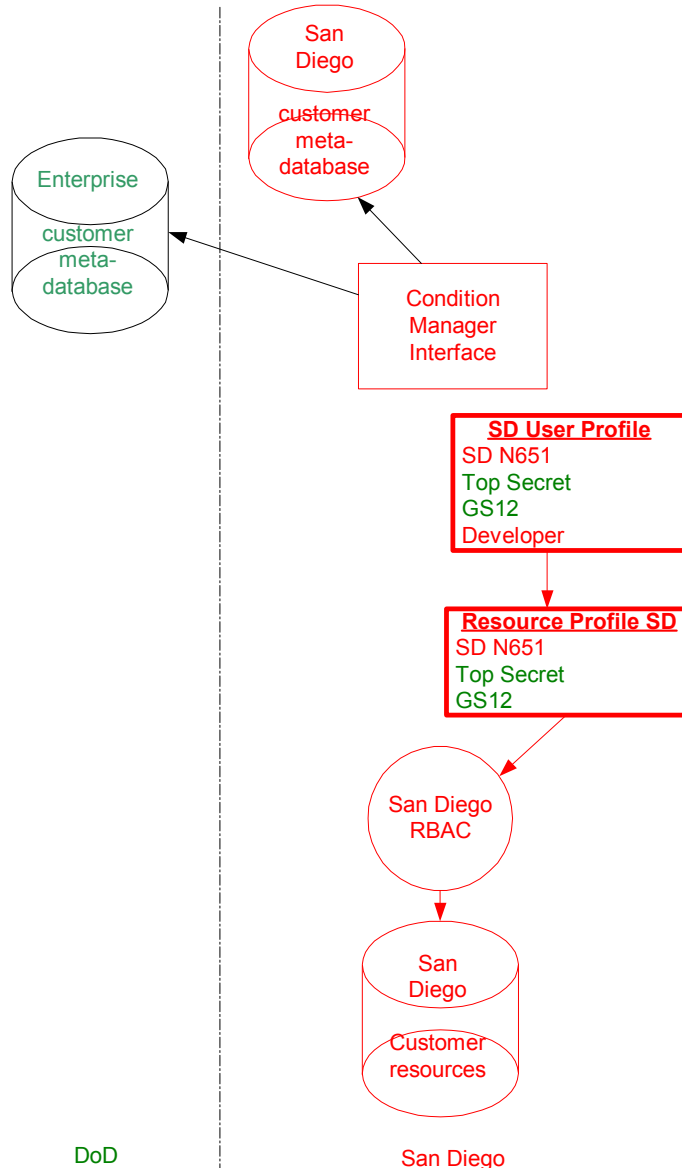 San
Diego
customer
meta-
database
Enterprise
customer
meta-
database
Condition
Manager
Interface
SD User Profile
SD N651
Top Secret
GS12
Developer
Resource Profile SD
SD N651
Top Secret
GS12
San Diego
RBAC
San
Diego
Customer
resources
DoD
San Diego